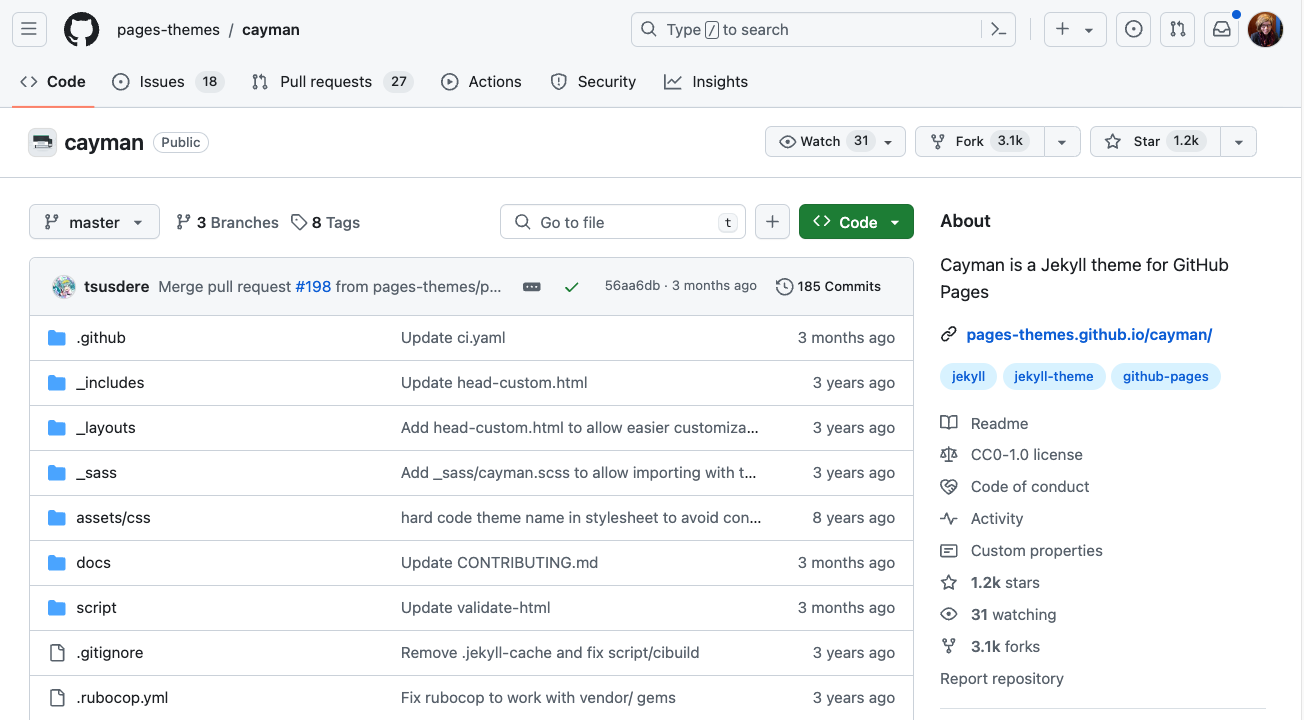 pages-themes / cayman
Type / to search
Code Issues 18 Pull requests 27 Actions Security Insights
cayman Public
Watch 31 Fork 3.1k Star 1.2k
master 3 Branches 8 Tags Go to file t Code
tsusdere Merge pull request #198 from pages-themes/p... 56aa6db · 3 months ago 185 Commits
.github Update ci.yaml 3 months ago
_includes Update head-custom.html 3 years ago
_layouts Add head-custom.html to allow easier customiza... 3 years ago
_sass Add _sass/cayman.scss to allow importing with t... 3 years ago
assets/css hard code theme name in stylesheet to avoid con... 8 years ago
docs Update CONTRIBUTING.md 3 months ago
script Update validate-html 3 months ago
.gitignore Remove .jekyll-cache and fix script/cibuild 3 years ago
.rubocop.yml Fix rubocop to work with vendor/ gems 3 years ago
About
Cayman is a Jekyll theme for GitHub
Pages
pages-themes.github.io/cayman/
jekyll jekyll-theme github-pages
Readme
CC0-1.0 license
Code of conduct
Activity
Custom properties
1.2k stars
31 watching
3.1k forks
Report repository